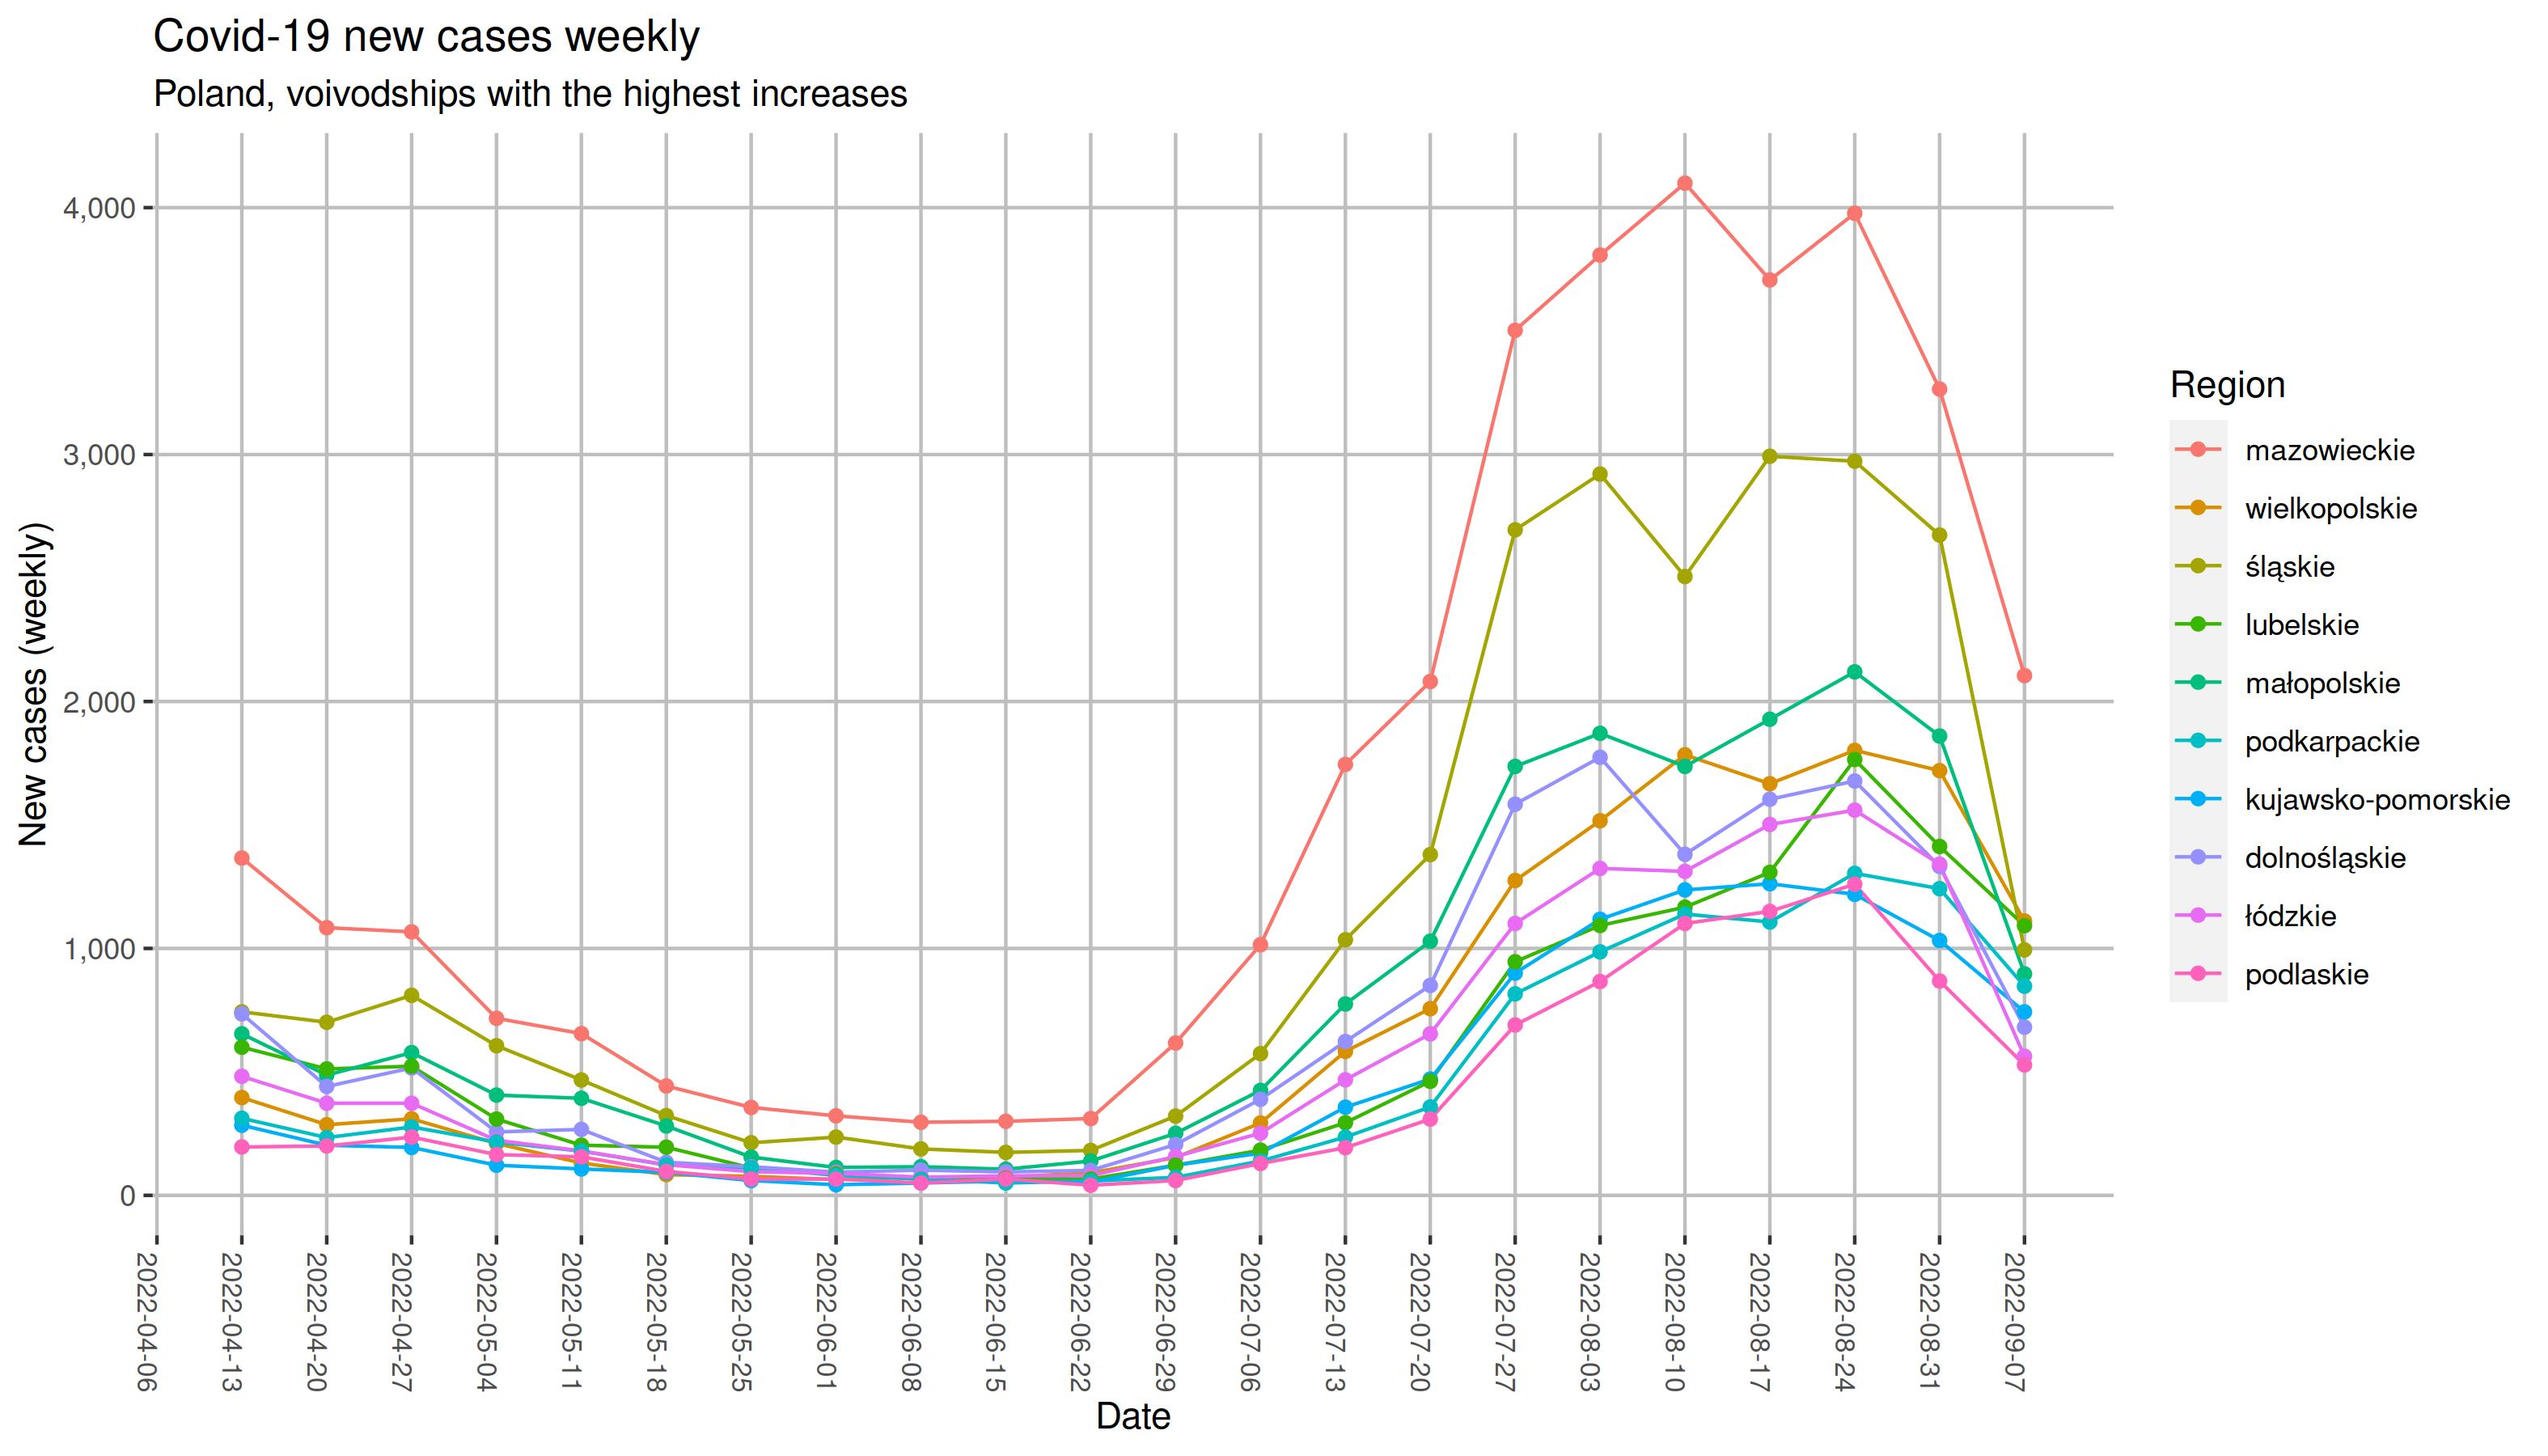 Covid-19 new cases weekly
Poland, voivodships with the highest increases
New cases (weekly)
4,000
3,000
2,000
1,000
0
2022-04-06
2022-04-13
2022-04-20
2022-04-27
2022-05-04
2022-05-11
2022-05-18
2022-05-25
2022-06-01
2022-06-08
2022-06-15
2022-06-22
2022-06-29
2022-07-06
2022-07-13
2022-07-20
2022-07-27
2022-08-03
2022-08-10
2022-08-17
2022-08-24
2022-08-31
2022-09-07
Date
Region
mazowieckie
wielkopolskie
śląskie
lubelskie
małopolskie
podkarpackie
kujawsko-pomorskie
dolnośląskie
łódzkie
podlaskie